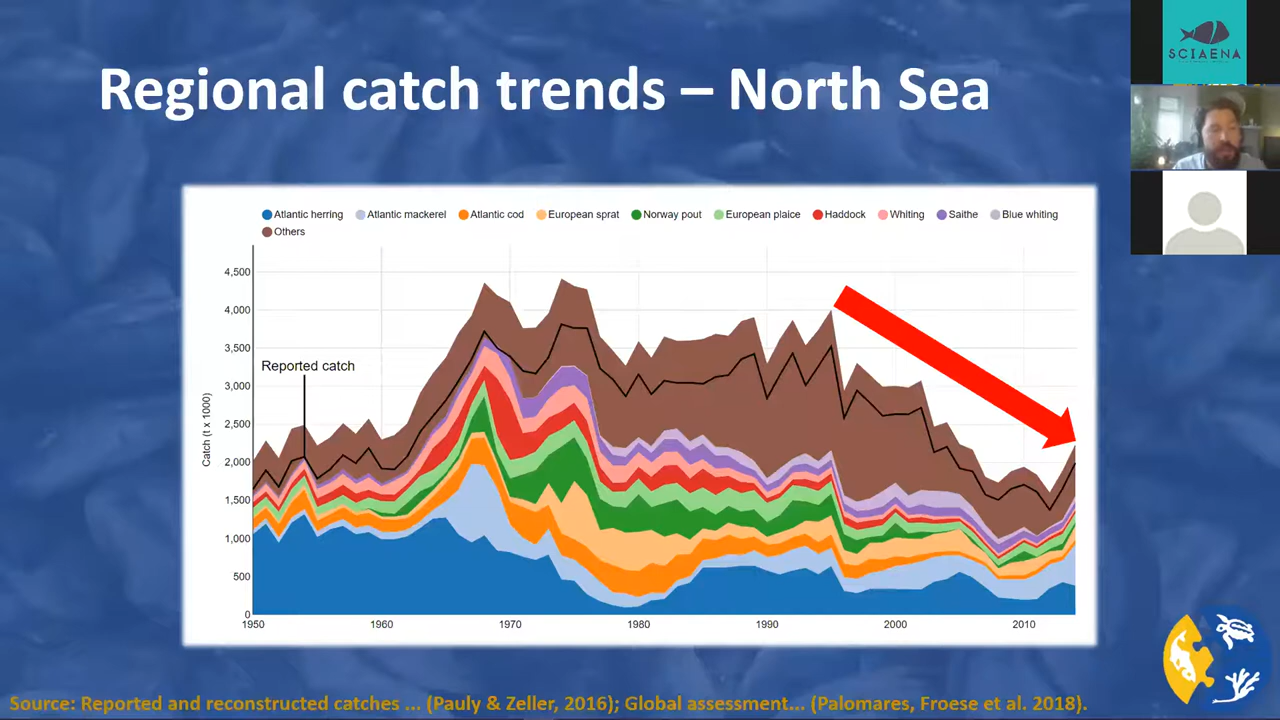 Regional catch trends – North Sea
SCIAENA
Atlantic herring Atlantic mackerel Atlantic cod European sprat Norway pout European plaice Haddock Whiting Saithe Blue whiting
Others
4,500
4,000
3,500
3,000
2,500
2,000
1,500
1,000
500
0
Catch (t x 1000)
Reported catch
1950 1960 1970 1980 1990 2000 2010
Source: Reported and reconstructed catches ... (Pauly & Zeller, 2016); Global assessment... (Palomares, Froese et al. 2018).